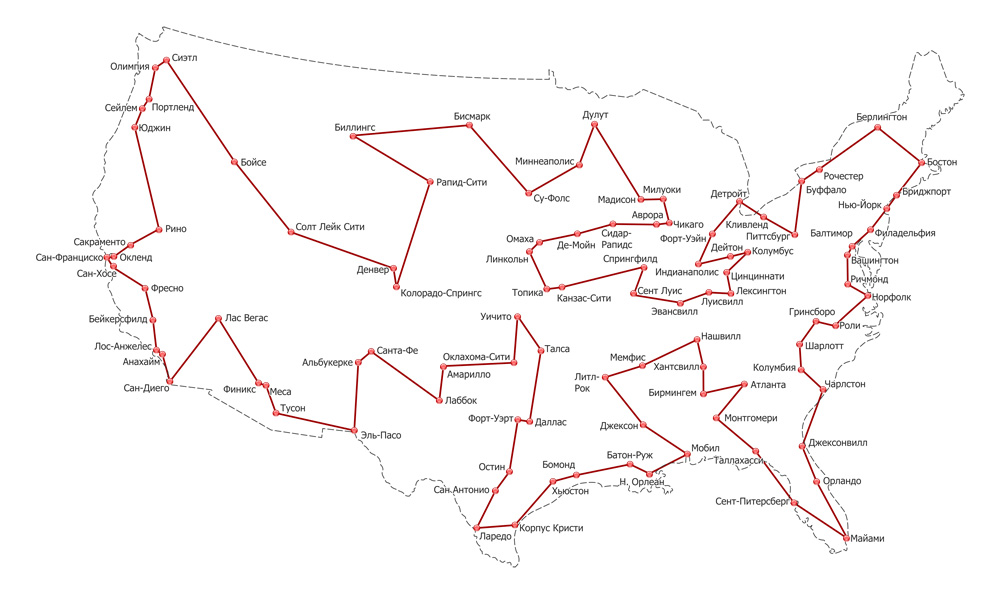 Сиэтл
Олимпия
Портленд
Сейлем
Юджин
Бойсе
Биллингс
Бисмарк
Дулут
Миннеаполис
Рапид-Сити
Су-Фолс
Мадисон
Милуоки
Детройт
Берлингтон
Бостон
Рочестер
Буффало
Бриджпорт
Нью-Йорк
Рино
Солт Лейк Сити
Сакраменто
Сан-Франциско
Окленд
Сан-Хосе
Омаха
Линкольн
Де-Мойн
Сидар-
Рапидс
Аврора
Чикаго
Форт-Уэйн
Кливленд
Питтсбург
Филадельфия
Балтимор
Вашингтон
Дейтон
Колумбус
Индианаполис
Спрингфилд
Цинциннати
Ричмонд
Норфолк
Денвер
Колорадо-Спрингс
Фресно
Топика
Канзас-Сити
Сент Луис
Эвансвилл
Луисвилл
Лексингтон
Гринсборо
Роли
Бейкерсфилд
Лас Вегас
Уичито
Лос-Анжелес
Анахайм
Сан-Диего
Санта-Фе
Альбукерке
Оклахома-Сити
Амарилло
Талса
Мемфис
Нашвилл
Хантсвилл
Шарлотт
Колумбия
Финикс
Меса
Тусон
Лаббок
Литл-
Рок
Бирмингем
Атланта
Чарлстон
Эль-Пасо
Форт-Уэрт
Даллас
Джексон
Монтгомери
Джексонвилл
Остин
Бомонд
Батон-Руж
Мобил
Таллахасси
Сан-Антонио
Хьюстон
Н. Орлеан
Орландо
Сент-Питерсберг
Ларедо
Корпус Кристи
Майами